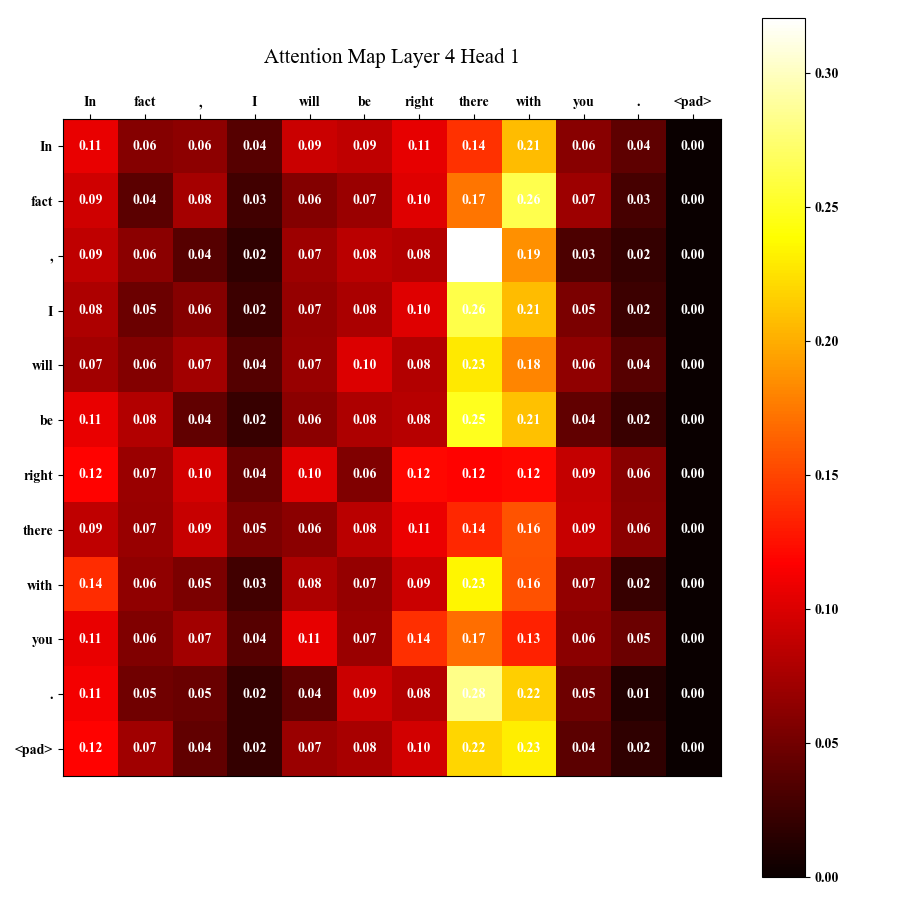 Attention Map Layer 4 Head 1
In fact , I will be right there with you . <pad>
In 0.11 0.06 0.06 0.04 0.09 0.09 0.11 0.14 0.21 0.06 0.04 0.00
fact 0.09 0.04 0.08 0.03 0.06 0.07 0.10 0.17 0.26 0.07 0.03 0.00
, 0.09 0.06 0.04 0.02 0.07 0.08 0.08 0.19 0.03 0.02 0.00
I 0.08 0.05 0.06 0.02 0.07 0.08 0.10 0.26 0.21 0.05 0.02 0.00
will 0.07 0.06 0.07 0.04 0.07 0.10 0.08 0.23 0.18 0.06 0.04 0.00
be 0.11 0.08 0.04 0.02 0.06 0.08 0.08 0.25 0.21 0.04 0.02 0.00
right 0.12 0.07 0.10 0.04 0.10 0.06 0.12 0.12 0.12 0.09 0.06 0.00
there 0.09 0.07 0.09 0.05 0.06 0.08 0.11 0.14 0.16 0.09 0.06 0.00
with 0.14 0.06 0.05 0.03 0.08 0.07 0.09 0.23 0.16 0.07 0.02 0.00
you 0.11 0.06 0.07 0.04 0.11 0.07 0.14 0.17 0.13 0.06 0.05 0.00
. 0.11 0.05 0.05 0.02 0.04 0.09 0.08 0.28 0.22 0.05 0.01 0.00
<pad> 0.12 0.07 0.04 0.02 0.07 0.08 0.10 0.22 0.23 0.04 0.02 0.00
0.30
0.25
0.20
0.15
0.10
0.05
0.00